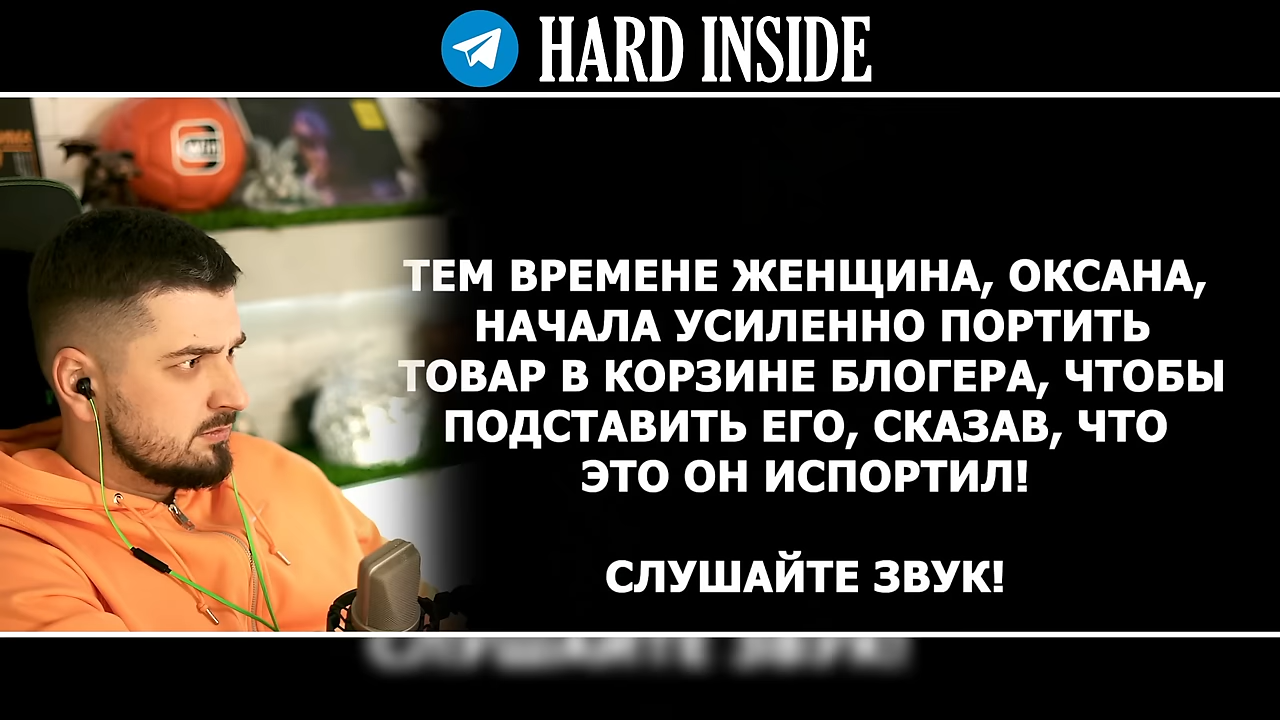 HARD INSIDE
ТЕМ ВРЕМЕНЕ ЖЕНЩИНА, ОКСАНА,
НАЧАЛА УСИЛЕННО ПОРТИТЬ
ТОВАР В КОРЗИНЕ БЛОГЕРА, ЧТОБЫ
ПОДСТАВИТЬ ЕГО, СКАЗАВ, ЧТО
ЭТО ОН ИСПОРТИЛ!
СЛУШАЙТЕ ЗВУК!